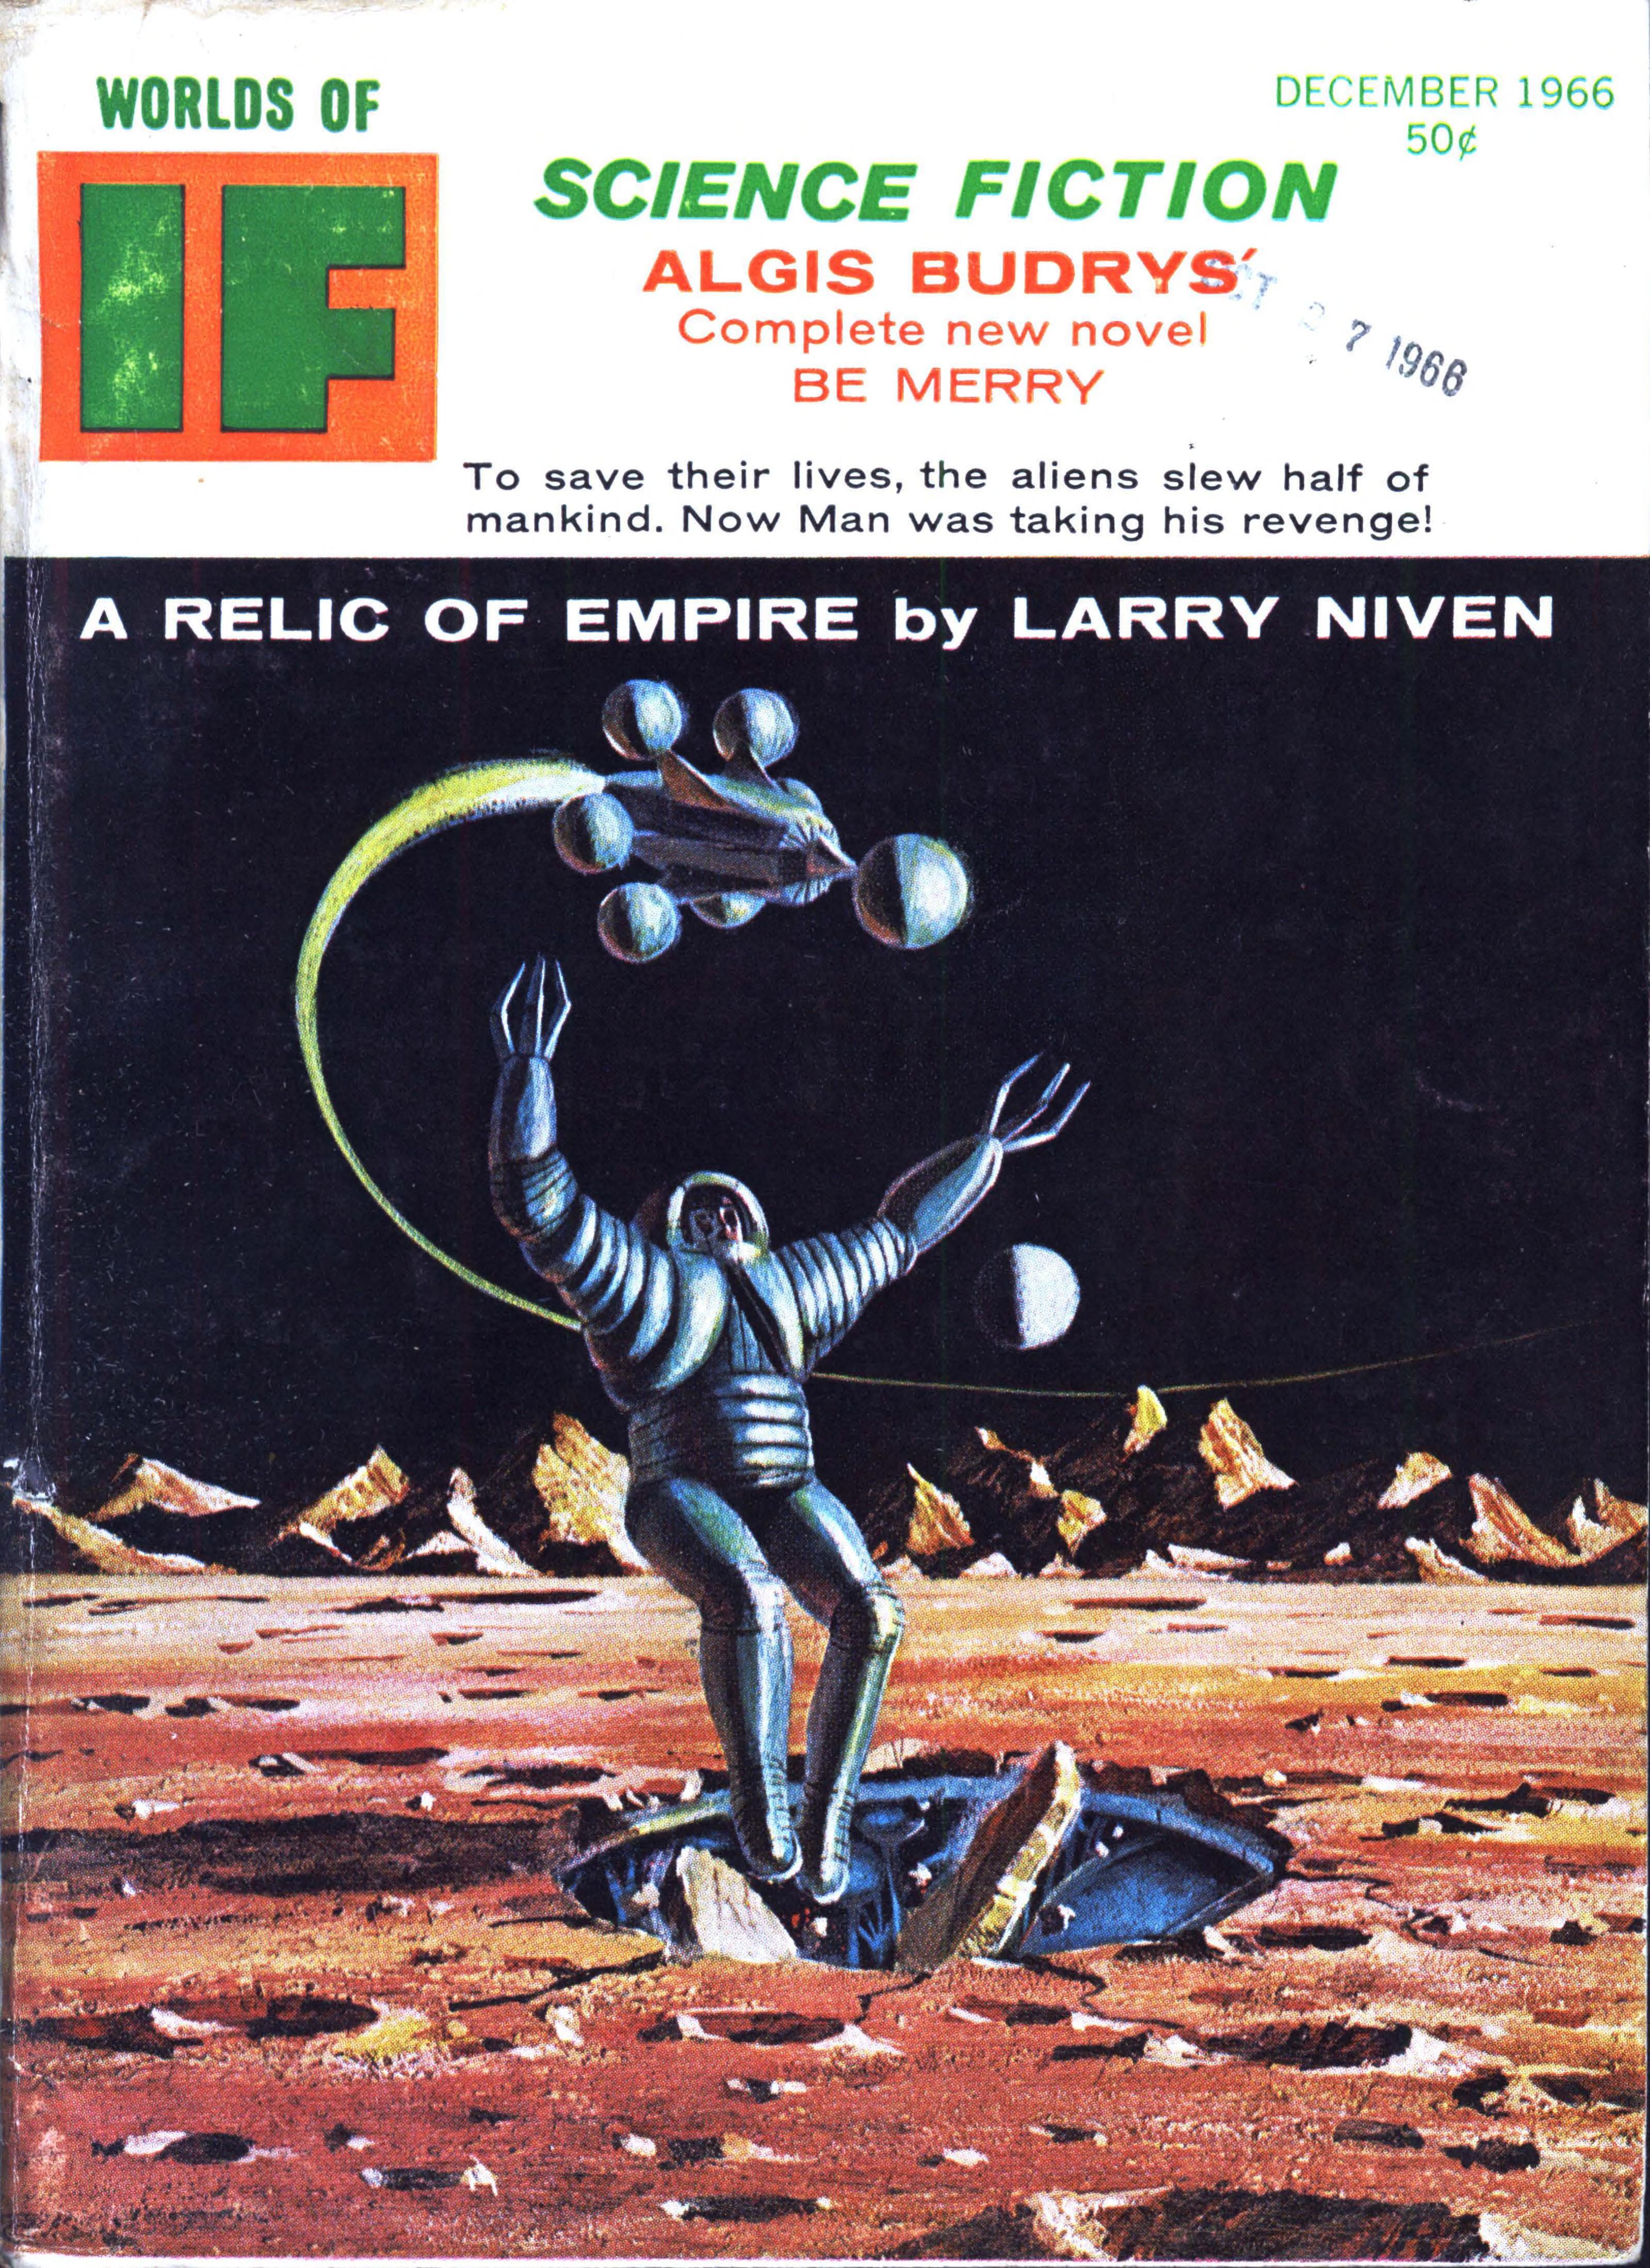 WORLDS OF
IF
DECEMBER 1966
50¢
SCIENCE FICTION
ALGIS BUDRYS'
Complete new novel
BE MERRY
OCT 27 1966
To save their lives, the aliens slew half of
mankind. Now Man was taking his revenge!
A RELIC OF EMPIRE by LARRY NIVEN